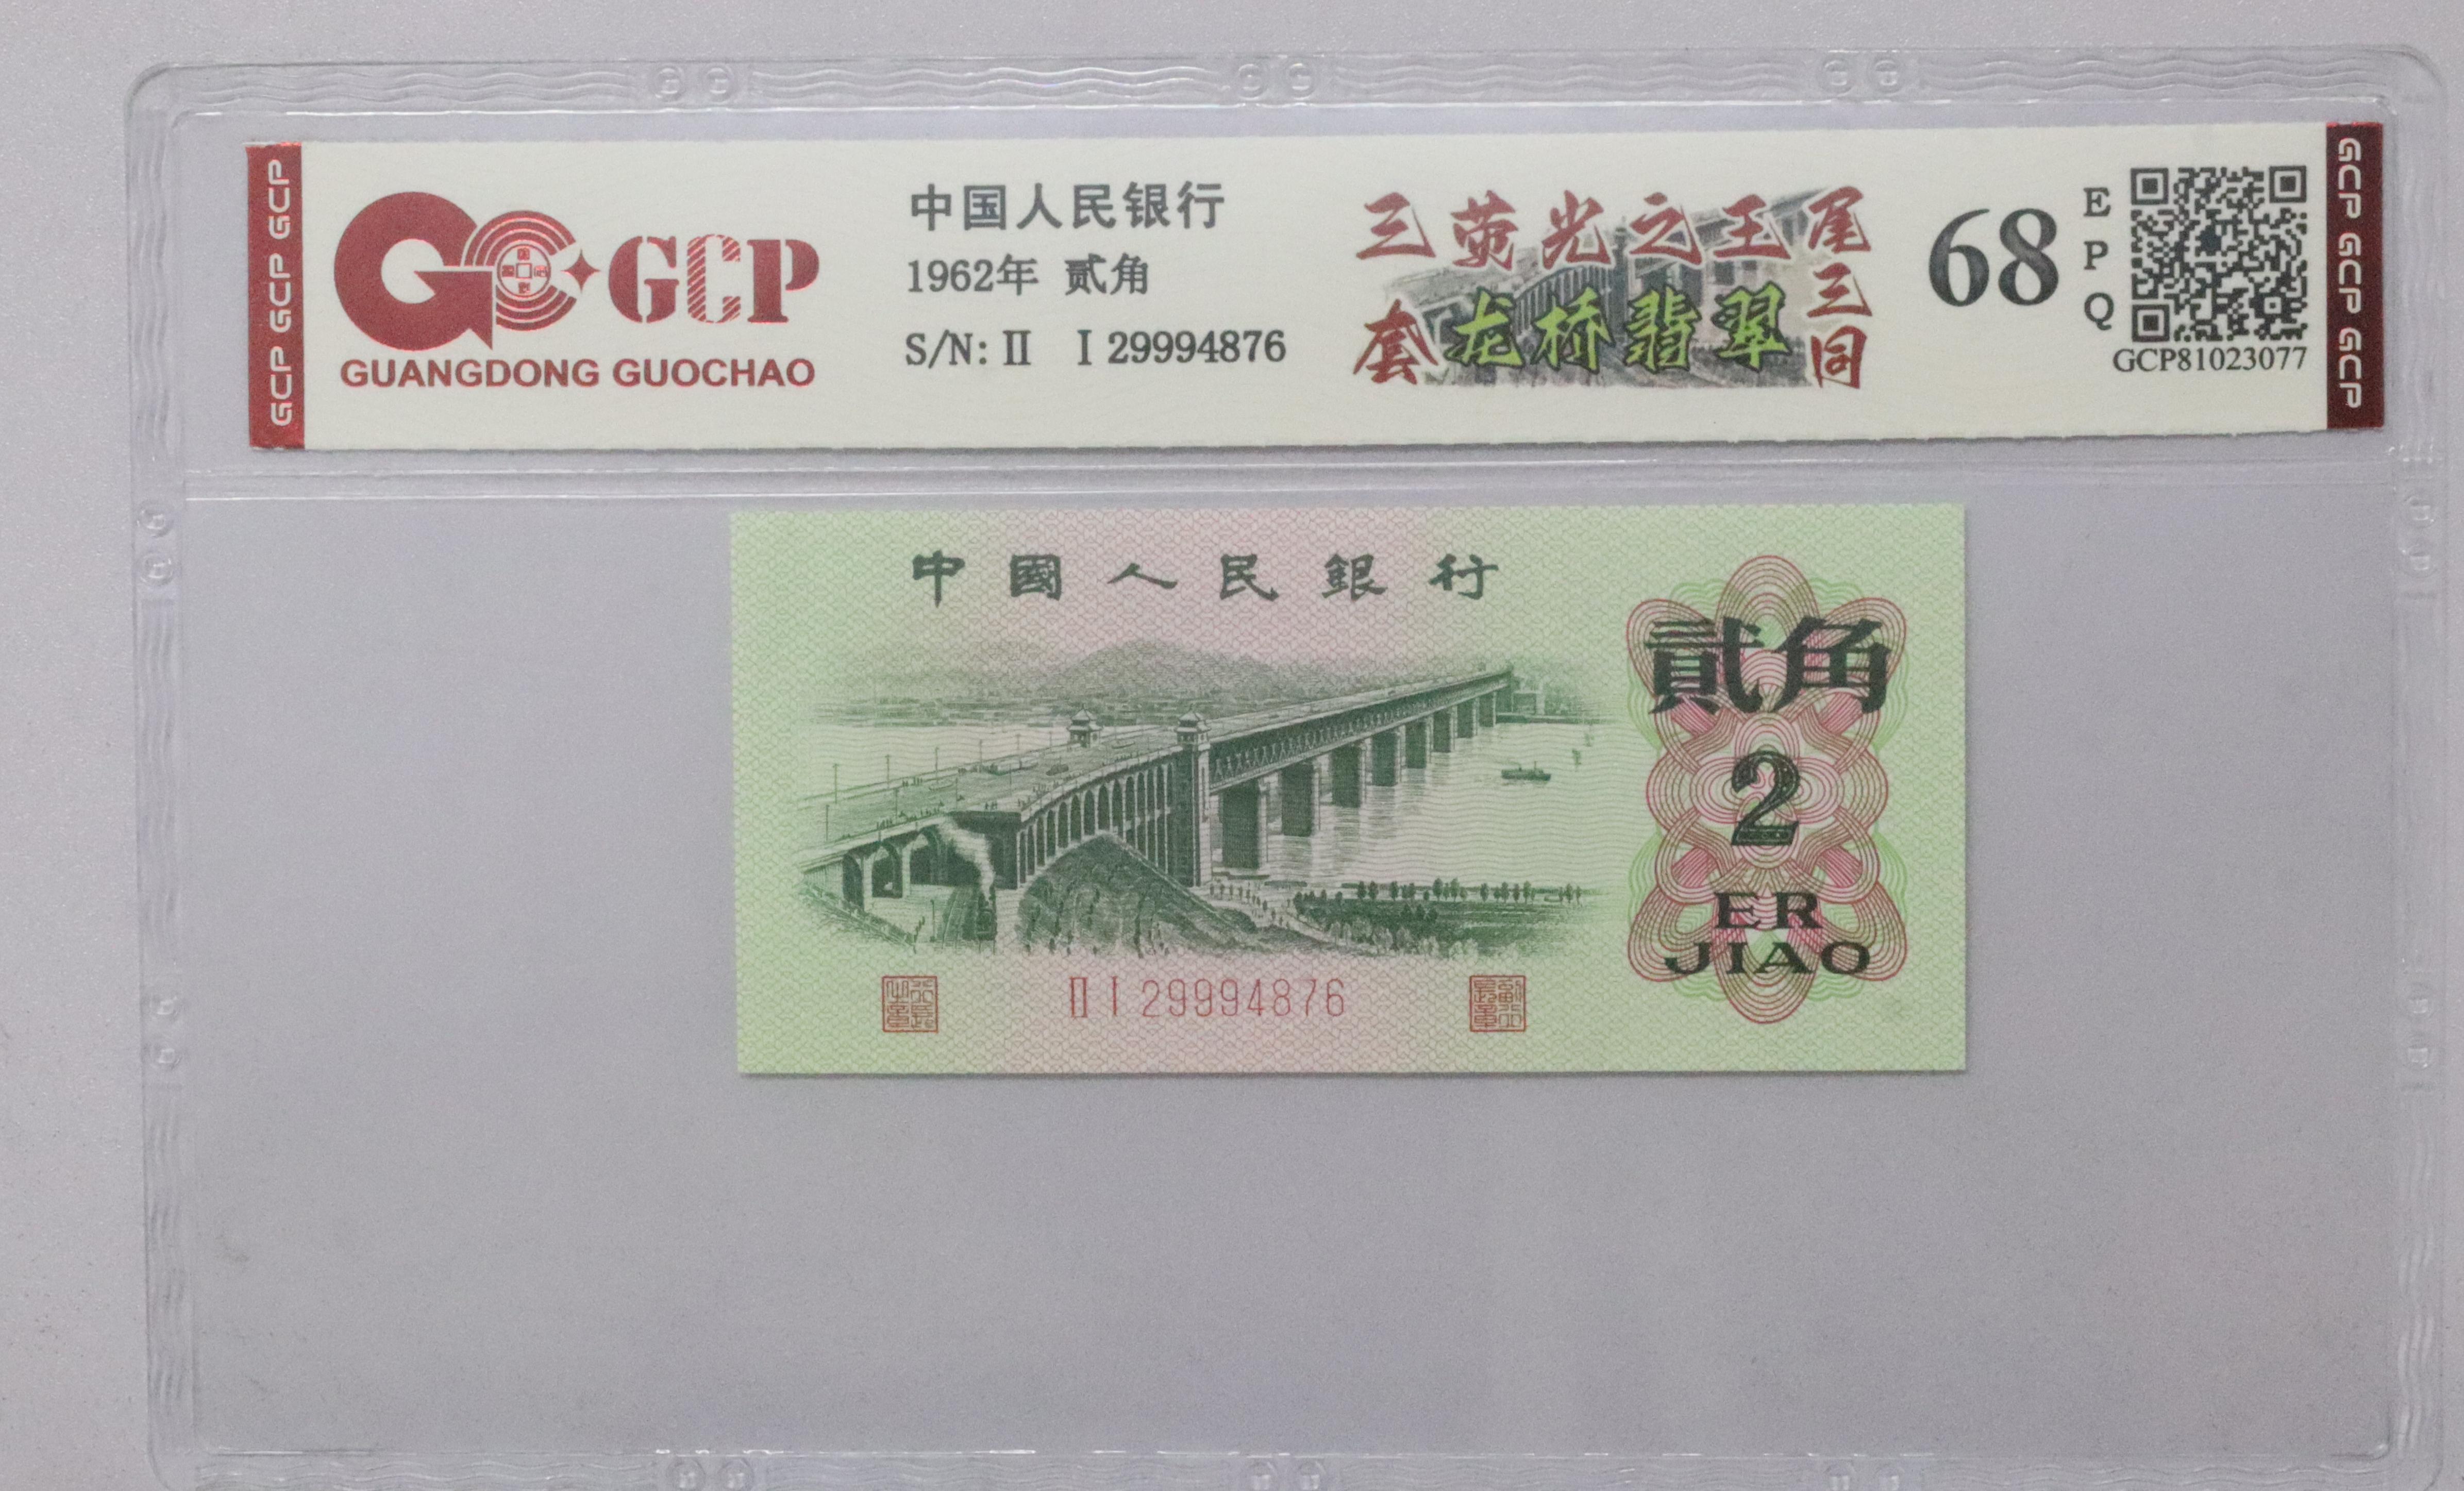 GCP GCP GCP
GCP
GUANGDONG GUOCHAO
中国人民银行
1962年 贰角
S/N: II I 29994876
三荧光之王尾三同
套龙桥翡翠
68
EPQ
GCP81023077
GCP GCP GCP
中國人民銀行
貳角
2
ER
JIAO
II I 29994876